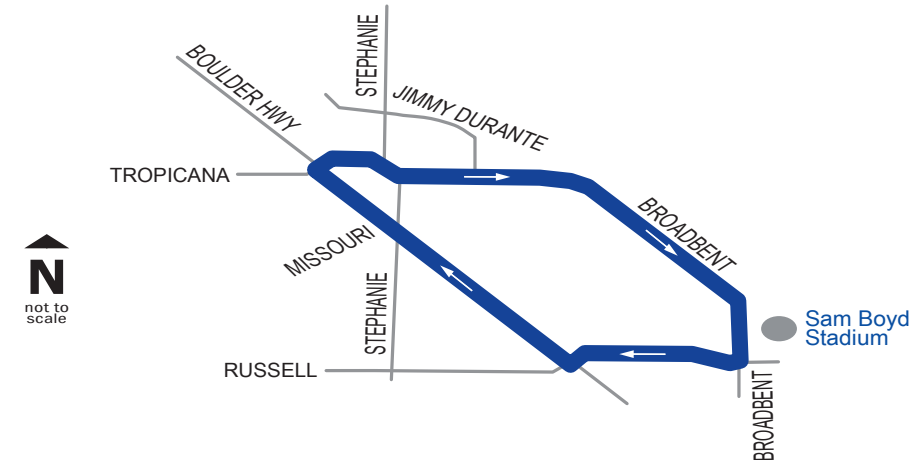 STEPHANIE
BOULDER HWY
JIMMY DURANTE
TROPICANA
BROADBENT
MISSOURI
N
not to
scale
STEPHANIE
Sam Boyd
Stadium
RUSSELL
BROADBENT